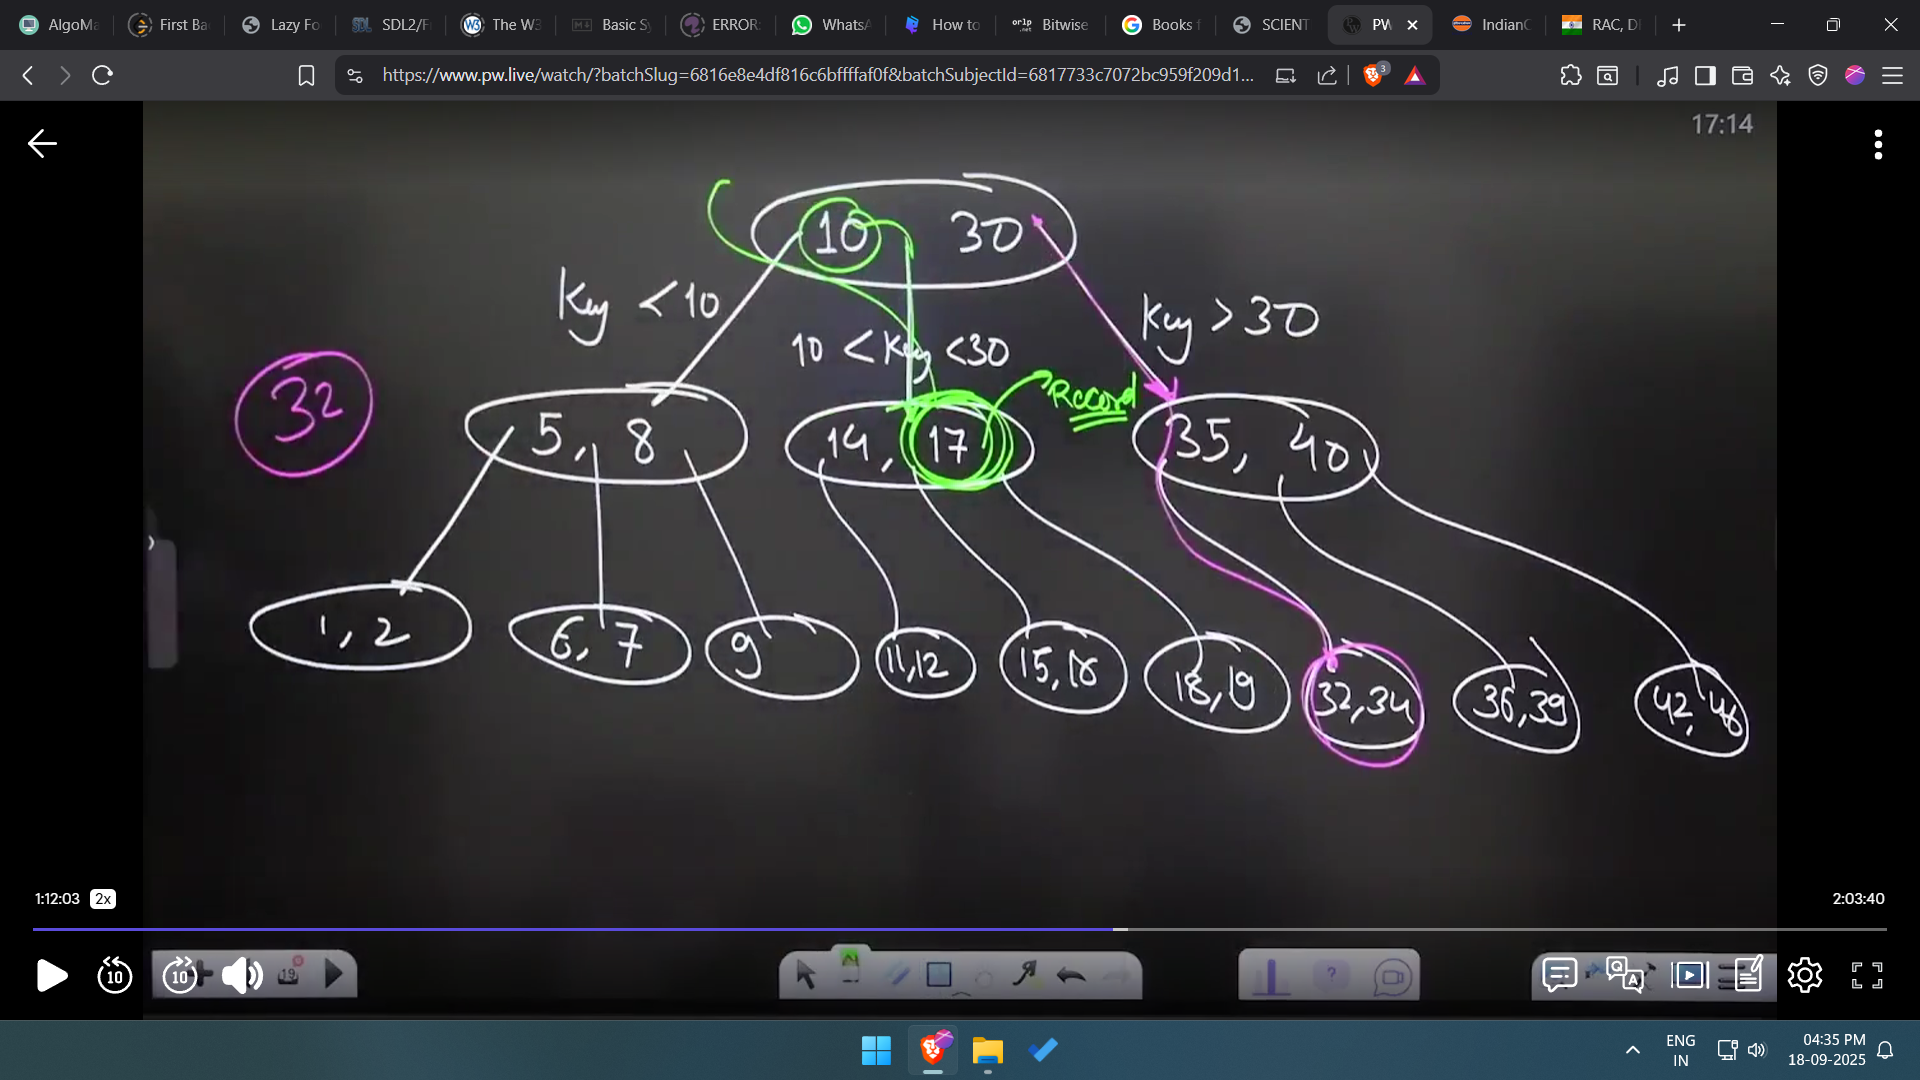 AlgoMa
First Ba
Lazy Fo
SDL2/Fi
The W3
Basic Sy
ERROR:
WhatsA
How to
Bitwise
Books f
SCIENT
PW
IndianO
RAC, D
https://www.pw.live/watch/?batchSlug=6816e8e4df816c6bffffaf0f&batchSubjectId=6817733c7072bc959f209d1...
3
17:14
10 30
Key <10
10 < Key <30
Key > 30
32
Record
5, 8
14, 17
35, 40
1, 2
6, 7
9
11,12
15,16
18,19
32,34
36,39
42,48
1:12:03 2x
2:03:40
10
10
19
ENG
IN
04:35 PM
18-09-2025